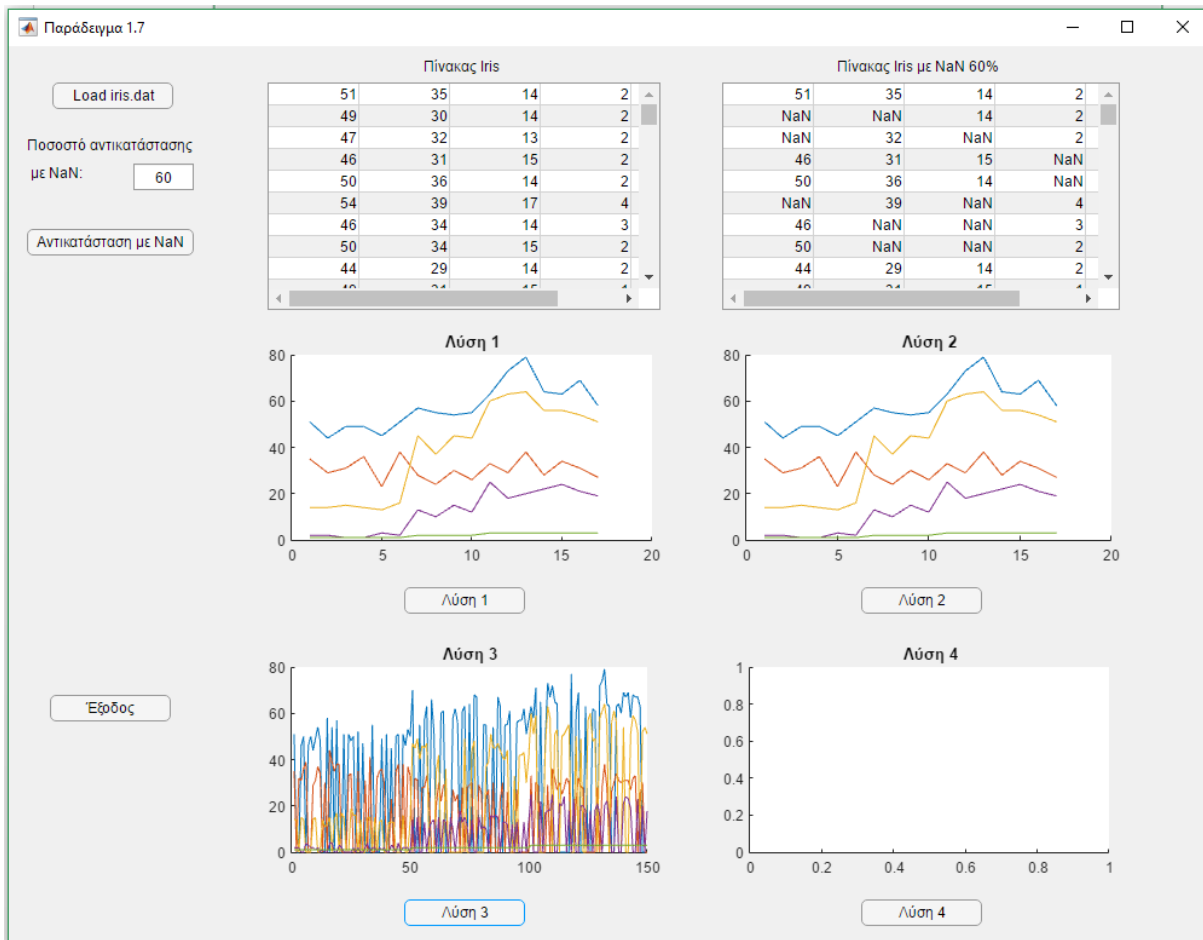 Παράδειγμα 1.7
Load iris.dat
Ποσοστό αντικατάστασης
με NaN:
60
Αντικατάσταση με NaN
Έξοδος
Πίνακας Iris
51 35 14 2
49 30 14 2
47 32 13 2
46 31 15 2
50 36 14 2
54 39 17 4
46 34 14 3
50 34 15 2
44 29 14 2
49 31 15 1
Πίνακας Iris με NaN 60%
51 35 14 2
NaN NaN 14 2
NaN 32 NaN 2
46 31 15 NaN
50 36 14 NaN
NaN 39 NaN 4
46 NaN NaN 3
50 NaN NaN 2
44 29 14 2
49 31 15 1
Λύση 1
80
60
40
20
0
0 5 10 15 20
Λύση 1
Λύση 2
80
60
40
20
0
0 5 10 15 20
Λύση 2
Λύση 3
80
60
40
20
0
0 50 100 150
Λύση 3
Λύση 4
1
0.8
0.6
0.4
0.2
0
0 0.2 0.4 0.6 0.8 1
Λύση 4